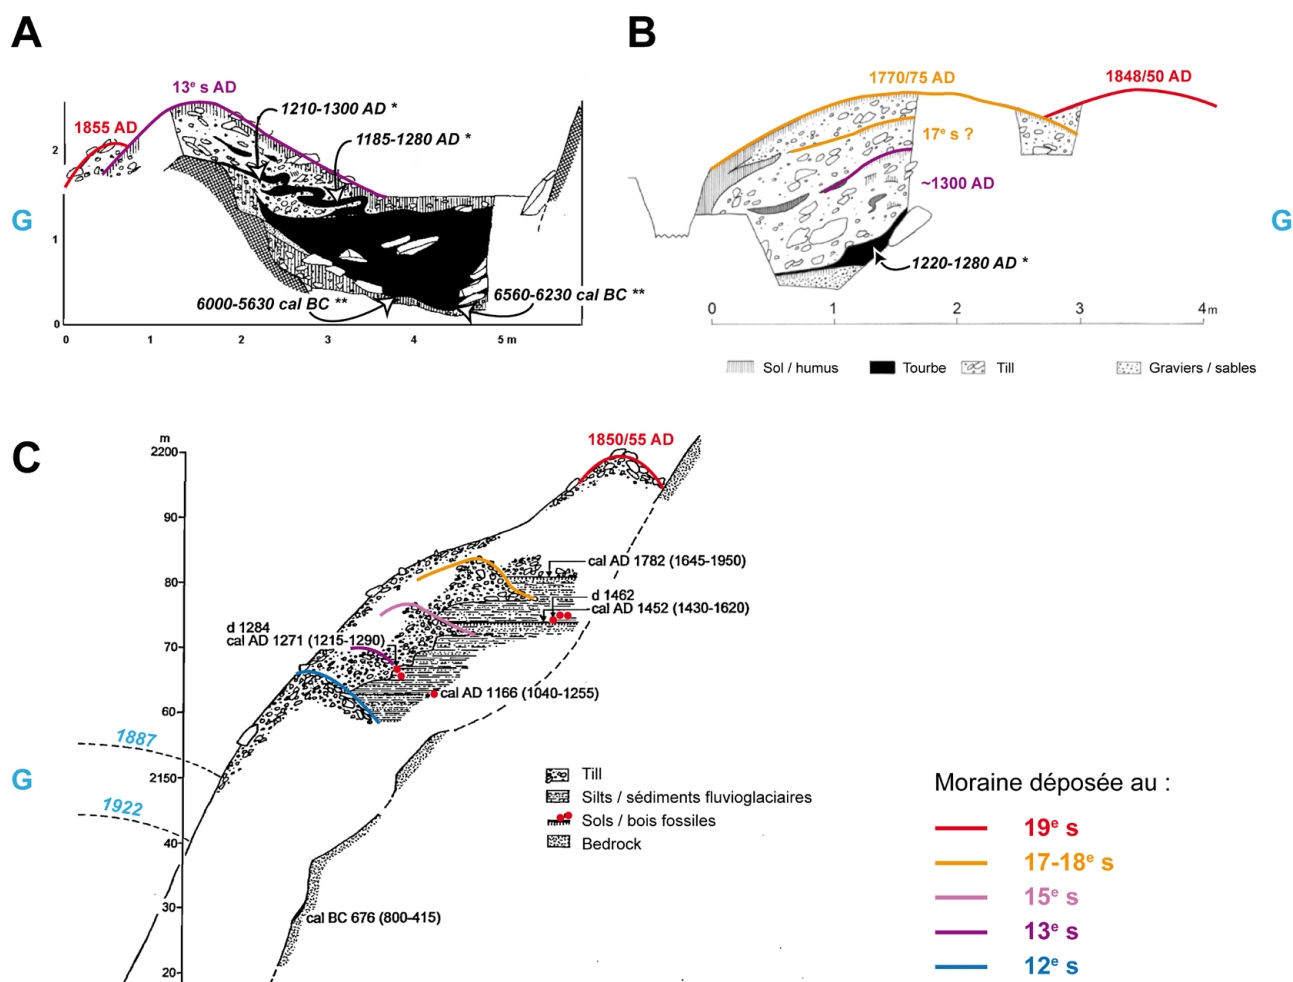 A
13e s AD
1210-1300 AD *
1855 AD
1185-1280 AD *
2
G
1
6000-5630 cal BC **
6560-6230 cal BC **
0
0 1 2 3 4 5 m
B
1770/75 AD
1848/50 AD
17e s ?
~1300 AD
G
1220-1280 AD *
0 1 2 3 4 m
Sol / humus
Tourbe
Till
Graviers / sables
C
m
2200
1850/55 AD
90
cal AD 1782 (1645-1950)
80
d 1462
cal AD 1452 (1430-1620)
d 1284
cal AD 1271 (1215-1290)
70
cal AD 1166 (1040-1255)
60
1887
G
2150
1922
40
30
cal BC 676 (800-415)
20
Till
Silts / sédiments fluvioglaciaires
Sols / bois fossiles
Bedrock
Moraine déposée au :
19e s
17-18e s
15e s
13e s
12e s